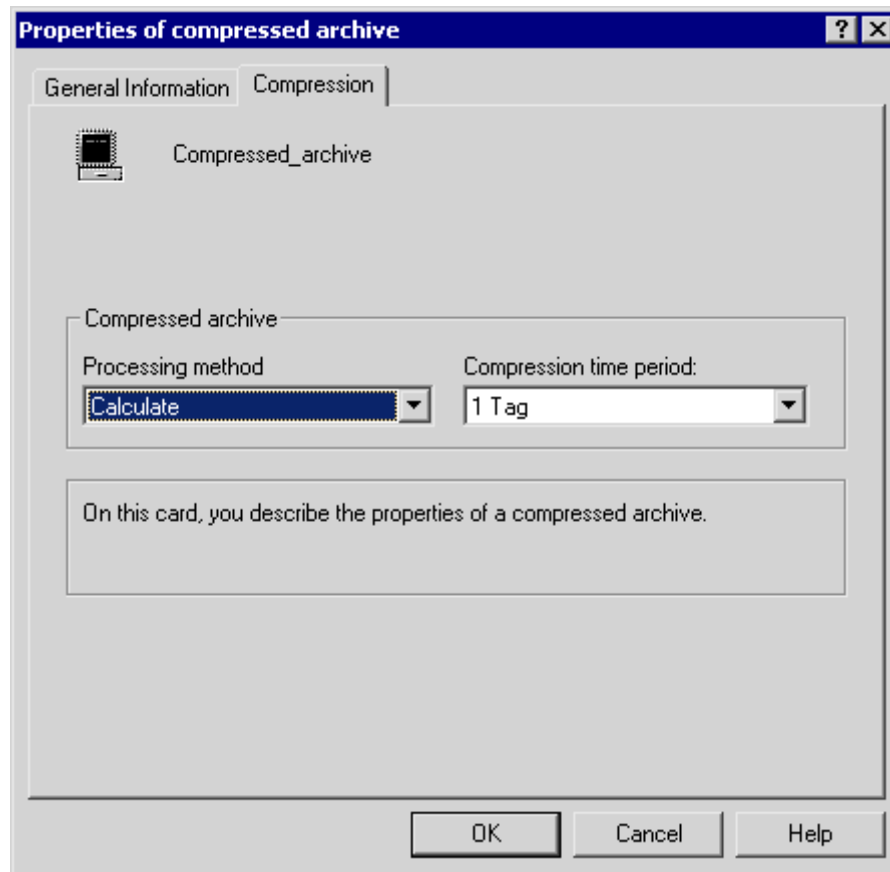 Properties of compressed archive
General Information
Compression
Compressed_archive
Compressed archive
Processing method
Compression time period:
Calculate
1 Tag
On this card, you describe the properties of a compressed archive.
OK
Cancel
Help